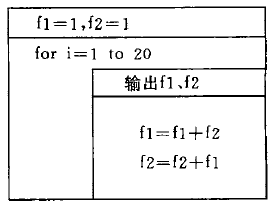 f1=1,f2=1
for i=1 to 20
输出f1、f2
f1=f1+f2
f2=f2+f1